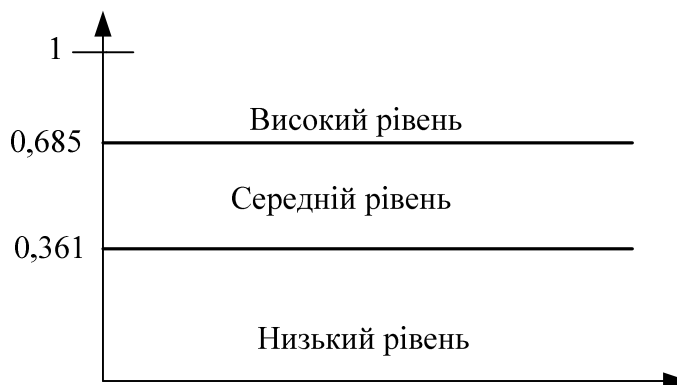 1
Високий рівень
0,685
Середній рівень
0,361
Низький рівень